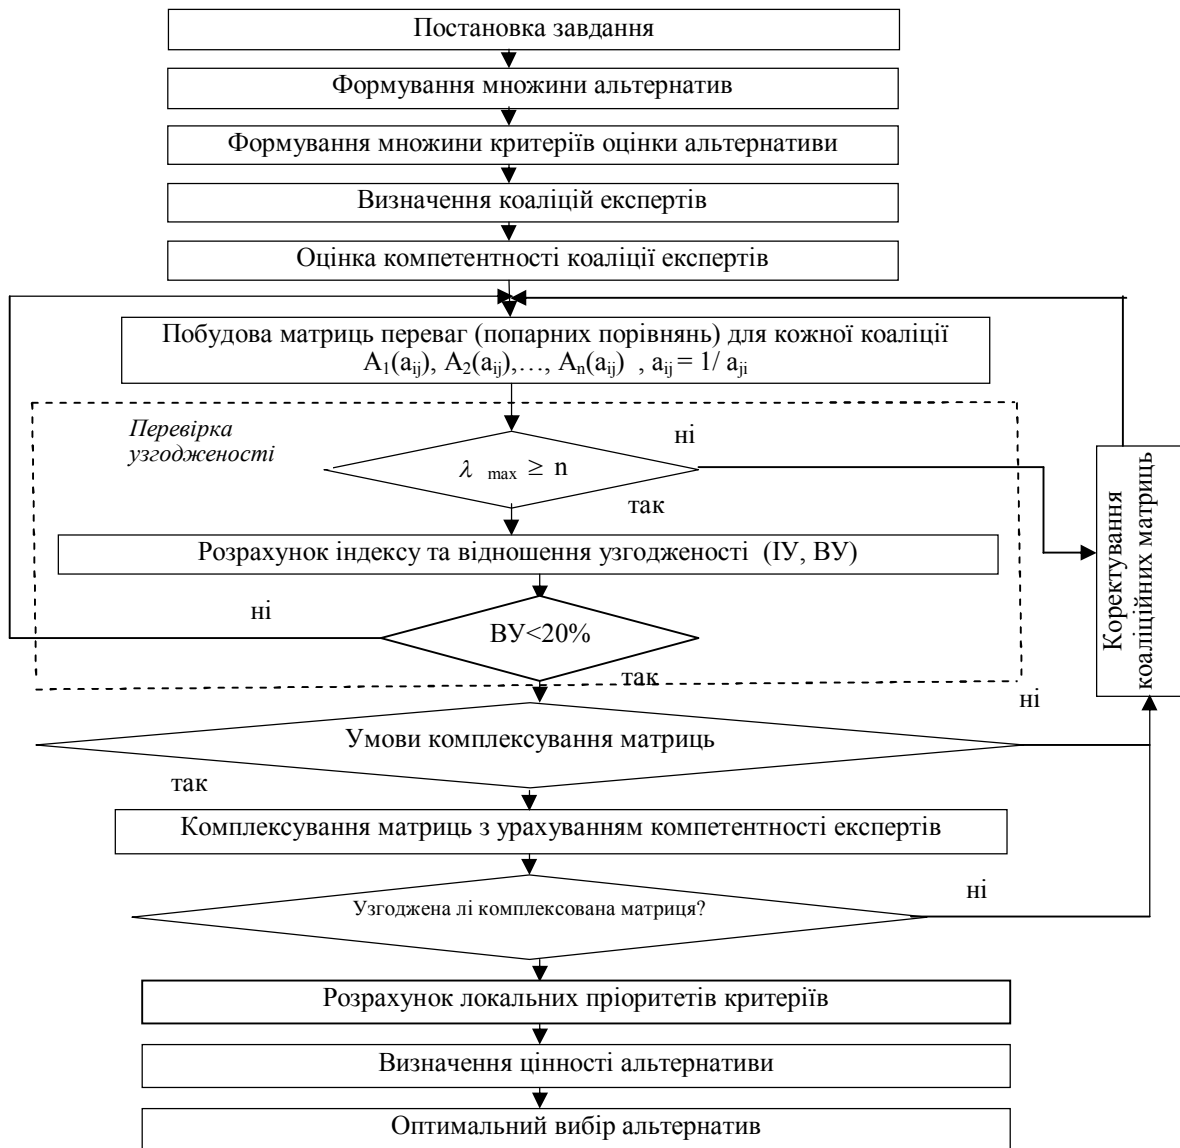 Постановка завдання
Формування множини альтернатив
Формування множини критеріїв оцінки альтернативи
Визначення коаліцій експертів
Оцінка компетентності коаліції експертів
Побудова матриць переваг (попарних порівнянь) для кожної коаліції
A₁(aᵢⱼ), A₂(aᵢⱼ),…, Aₙ(aᵢⱼ) , aᵢⱼ = 1/ aⱼᵢ
Перевірка
узгодженості
ні
λ max ≥ n
так
Розрахунок індексу та відношення узгодженості (ІУ, ВУ)
ні
ВУ<20%
так
Коректування
коаліційних матриць
ні
Умови комплексування матриць
так
Комплексування матриць з урахуванням компетентності експертів
ні
Узгоджена лі комплексована матриця?
Розрахунок локальних пріоритетів критеріїв
Визначення цінності альтернативи
Оптимальний вибір альтернатив